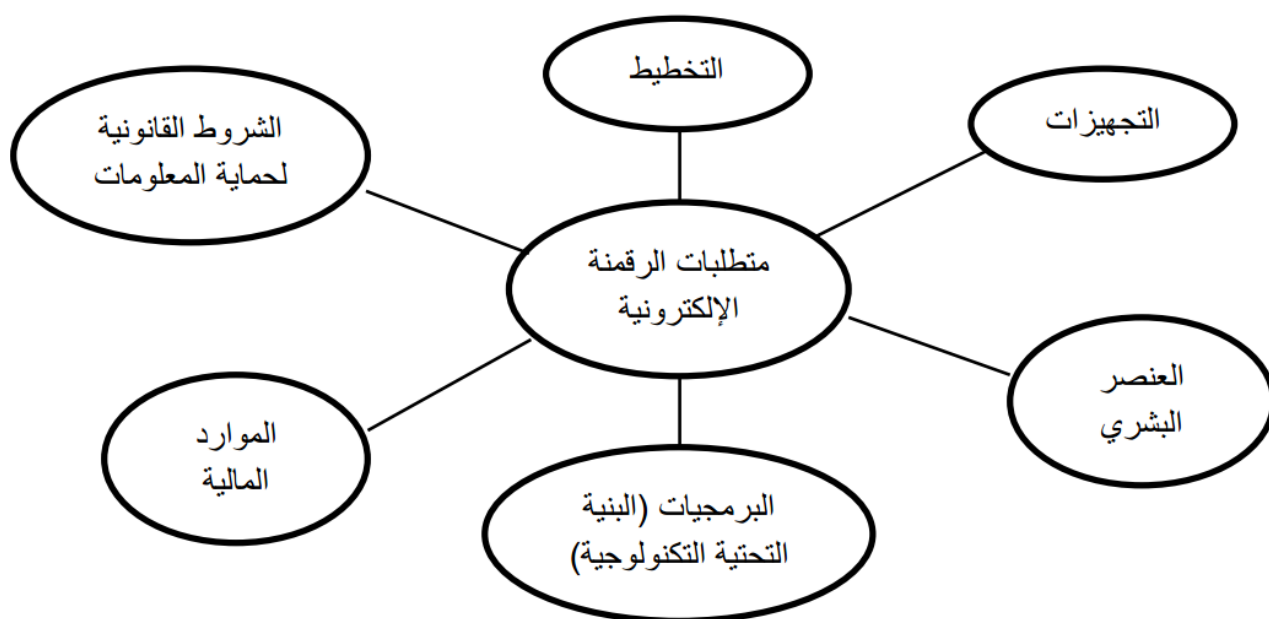 التخطيط
التجهيزات
الشروط القانونية
لحماية المعلومات
متطلبات الرقمنة
الإلكترونية
العنصر
البشري
الموارد
المالية
البرمجيات (البنية
التحتية التكنولوجية)